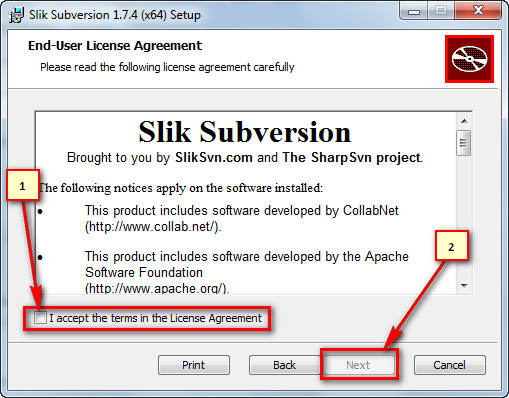 Slik Subversion 1.7.4 (x64) Setup
End-User License Agreement
Please read the following license agreement carefully
Slik Subversion
Brought to you by SlikSvn.com and The SharpSvn project.
The following notices apply on the software installed:
• This product includes software developed by CollabNet
(http://www.collab.net/).
• This product includes software developed by the Apache
Software Foundation
(http://www.apache.org/).
1
2
I accept the terms in the License Agreement
Print
Back
Next
Cancel